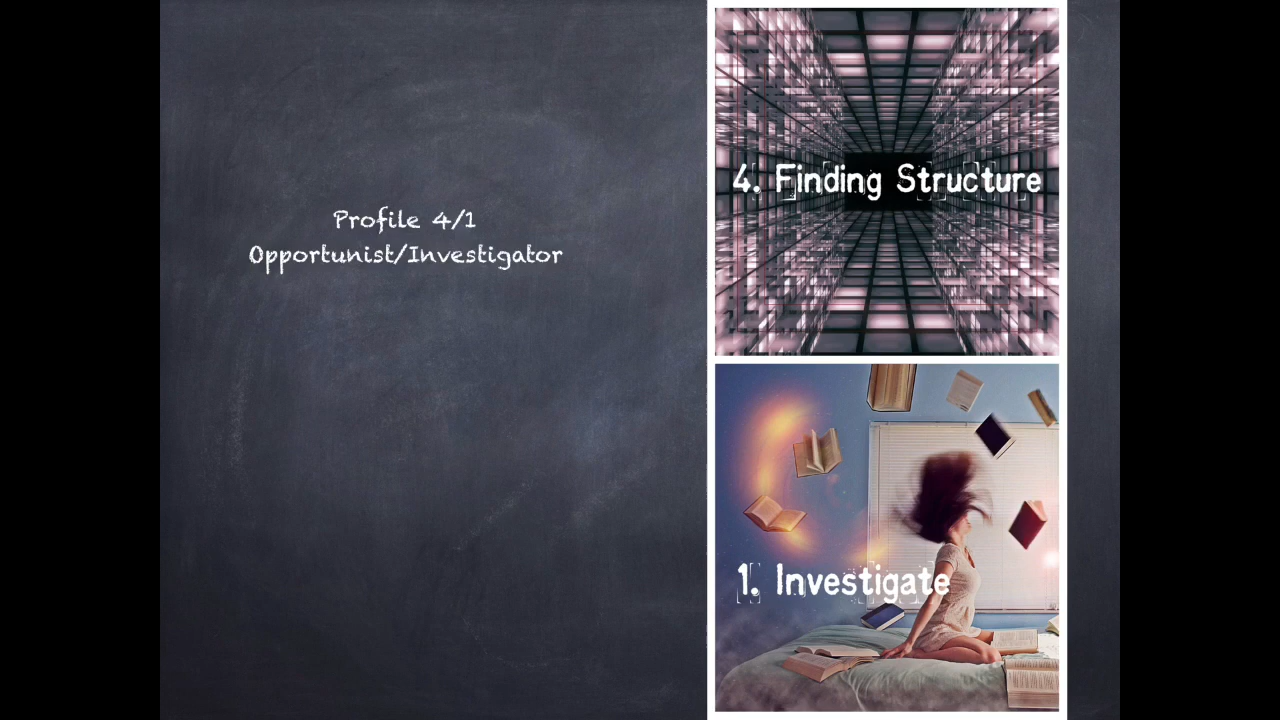 Profile 4/1
Opportunist/Investigator
4. Finding Structure
1. Investigate